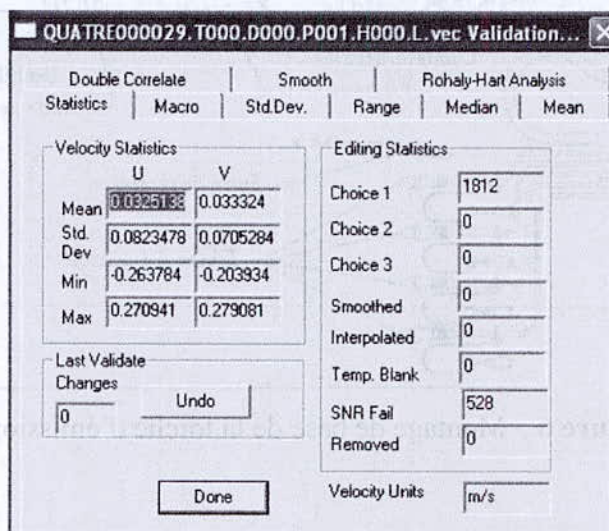 QUATRE000029.T000.D000.P001.H000.L.vec Validation...
Double Correlate Smooth Rohaly-Hart Analysis
Statistics Macro Std.Dev. Range Median Mean
Velocity Statistics
U V
Mean 0.0325138 0.033324
Std. Dev 0.0823478 0.0705284
Min -0.263784 -0.203934
Max 0.270941 0.279081
Last Validate
Changes
0 Undo
Done
Editing Statistics
Choice 1 1812
Choice 2 0
Choice 3 0
Smoothed 0
Interpolated 0
Temp. Blank 0
SNR Fail 528
Removed 0
Velocity Units m/s